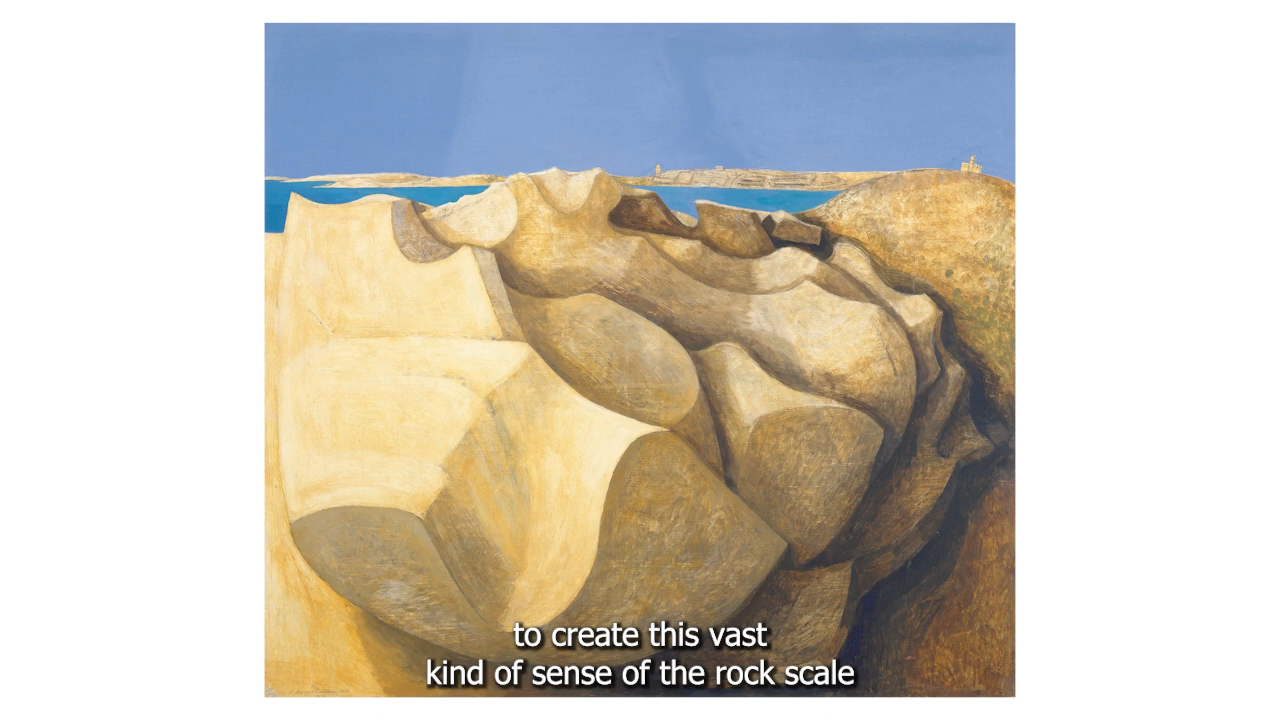 to create this vast
kind of sense of the rock scale